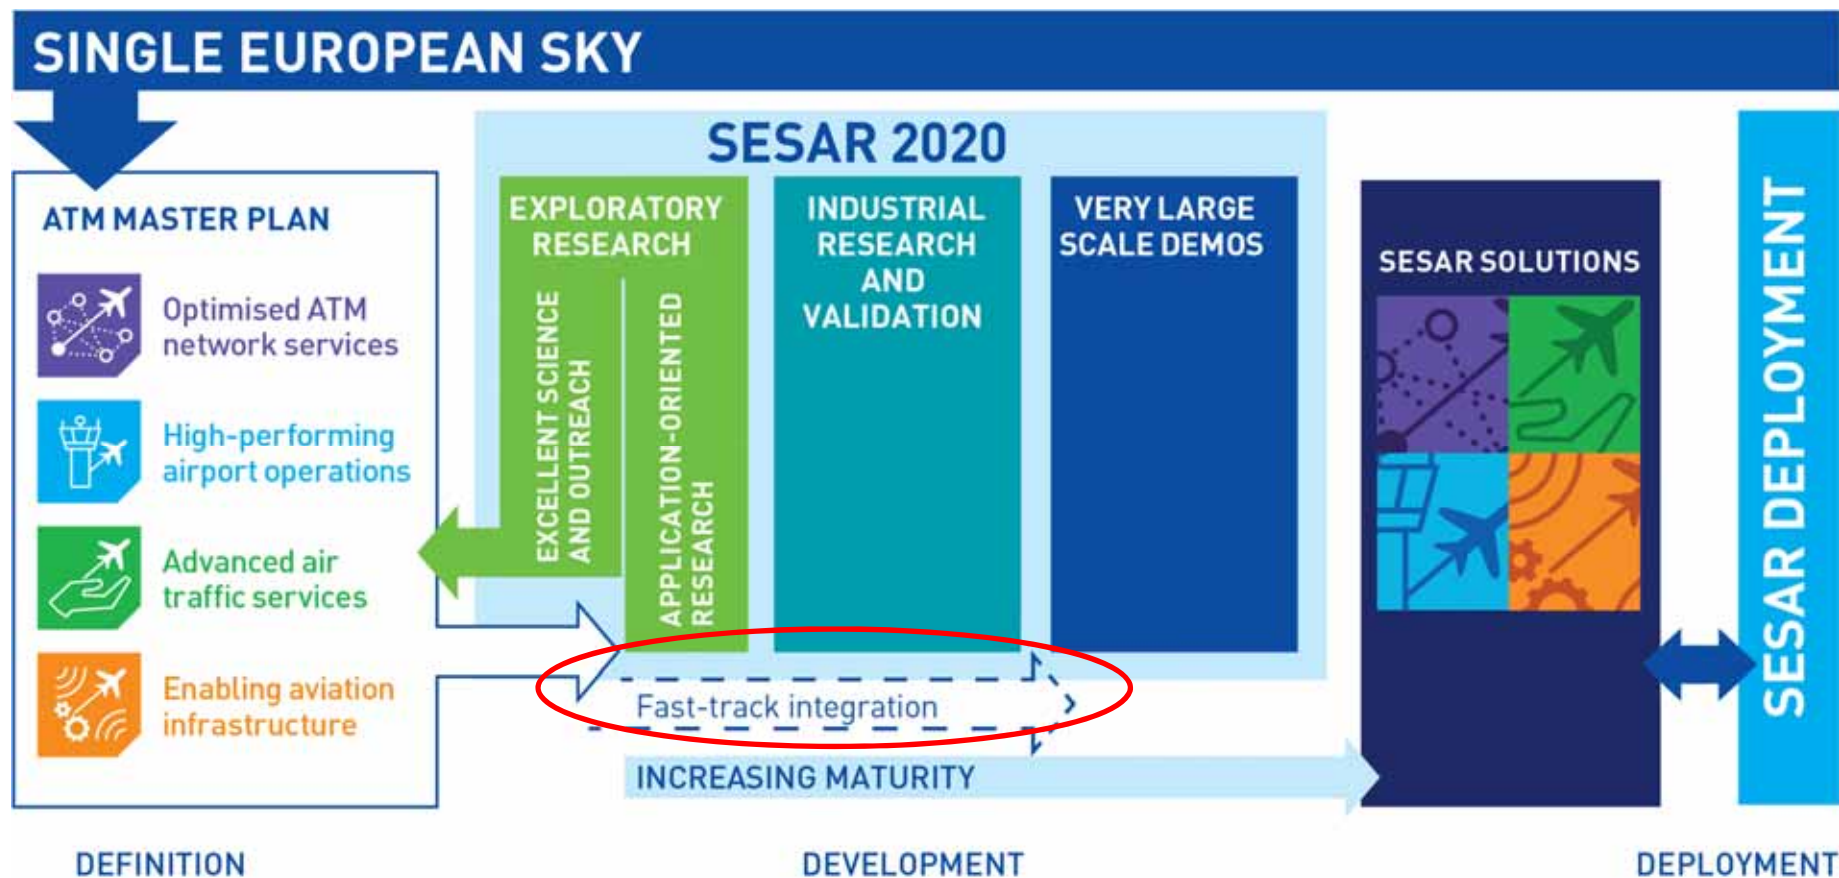 SINGLE EUROPEAN SKY
ATM MASTER PLAN
Optimised ATM
network services
High-performing
airport operations
Advanced air
traffic services
Enabling aviation
infrastructure
SESAR 2020
EXPLORATORY
RESEARCH
EXCELLENT SCIENCE
AND OUTREACH
APPLICATION-ORIENTED
RESEARCH
INDUSTRIAL
RESEARCH
AND
VALIDATION
VERY LARGE
SCALE DEMOS
Fast-track integration
INCREASING MATURITY
SESAR SOLUTIONS
SESAR DEPLOYMENT
DEFINITION
DEVELOPMENT
DEPLOYMENT